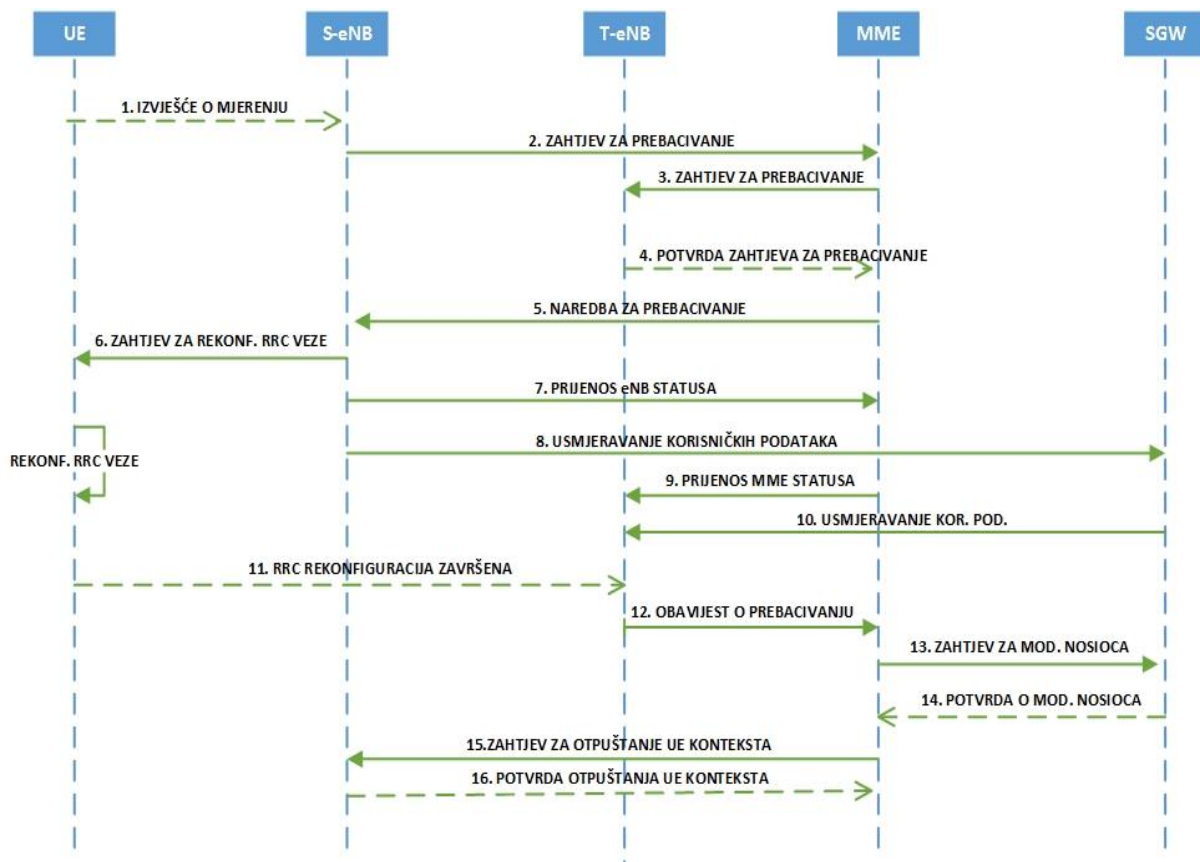 UE
S-eNB
T-eNB
MME
SGW
1. IZVJEŠĆE O MJERENJU
2. ZAHTJEV ZA PREBACIVANJE
3. ZAHTJEV ZA PREBACIVANJE
4. POTVRDA ZAHTJEVA ZA PREBACIVANJE
5. NAREDBA ZA PREBACIVANJE
6. ZAHTJEV ZA REKONF. RRC VEZE
7. PRIJENOS eNB STATUSA
8. USMJERAVANJE KORISNIČKIH PODATAKA
REKONF. RRC VEZE
9. PRIJENOS MME STATUSA
10. USMJERAVANJE KOR. POD.
11. RRC REKONFIGURACIJA ZAVRŠENA
12. OBAVIJEST O PREBACIVANJU
13. ZAHTJEV ZA MOD. NOSIOCA
14. POTVRDA O MOD. NOSIOCA
15.ZAHTJEV ZA OTPUŠTANJE UE KONTEKSTA
16. POTVRDA OTPUŠTANJA UE KONTEKSTA